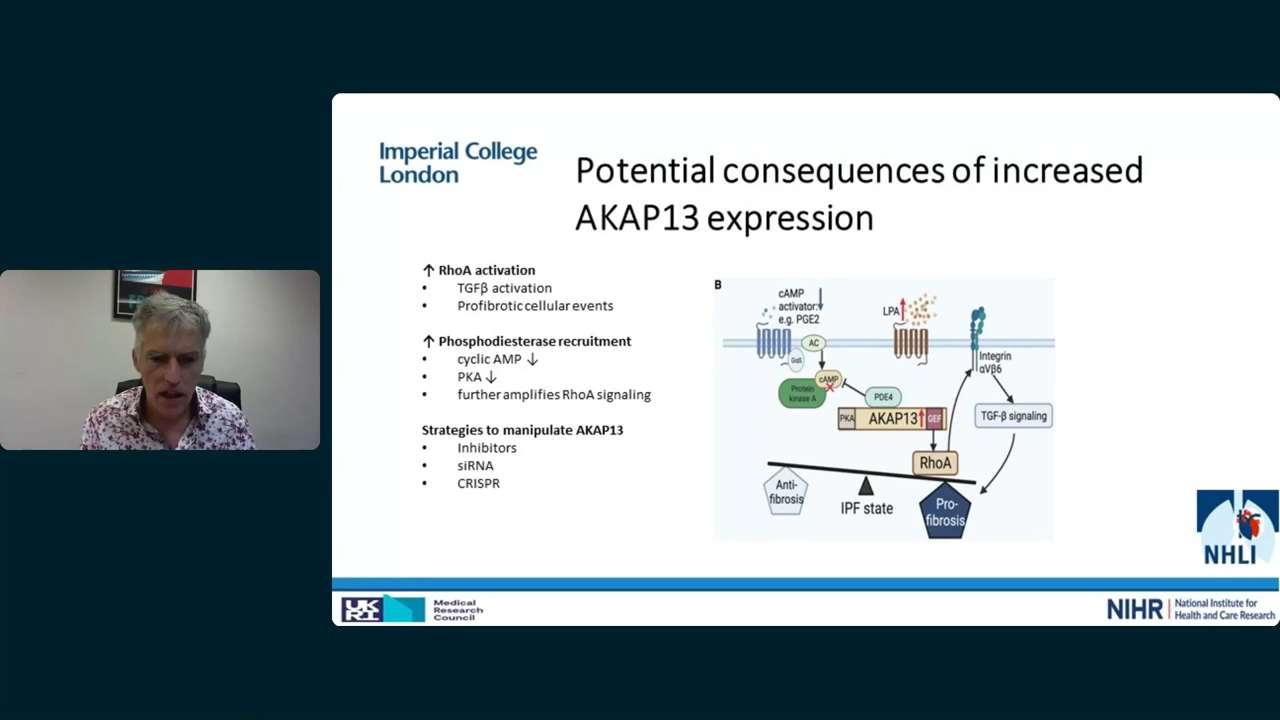 Imperial College
London
Potential consequences of increased
AKAP13 expression
↑ RhoA activation
• TGFβ activation
• Profibrotic cellular events
↑ Phosphodiesterase recruitment
• cyclic AMP ↓
• PKA ↓
• further amplifies RhoA signaling
Strategies to manipulate AKAP13
• Inhibitors
• siRNA
• CRISPR
B
cAMP
activator:
e.g. PGE2
LPA
AC
Gαs
cAMP
Protein
kinase A
PDE4
PKA
AKAP13
GEF
RhoA
Integrin
αVβ6
TGF-β signaling
Anti-
fibrosis
IPF state
Pro-
fibrosis
NHLI
UK
RI
Medical
Research
Council
NIHR
National Institute for
Health and Care Research